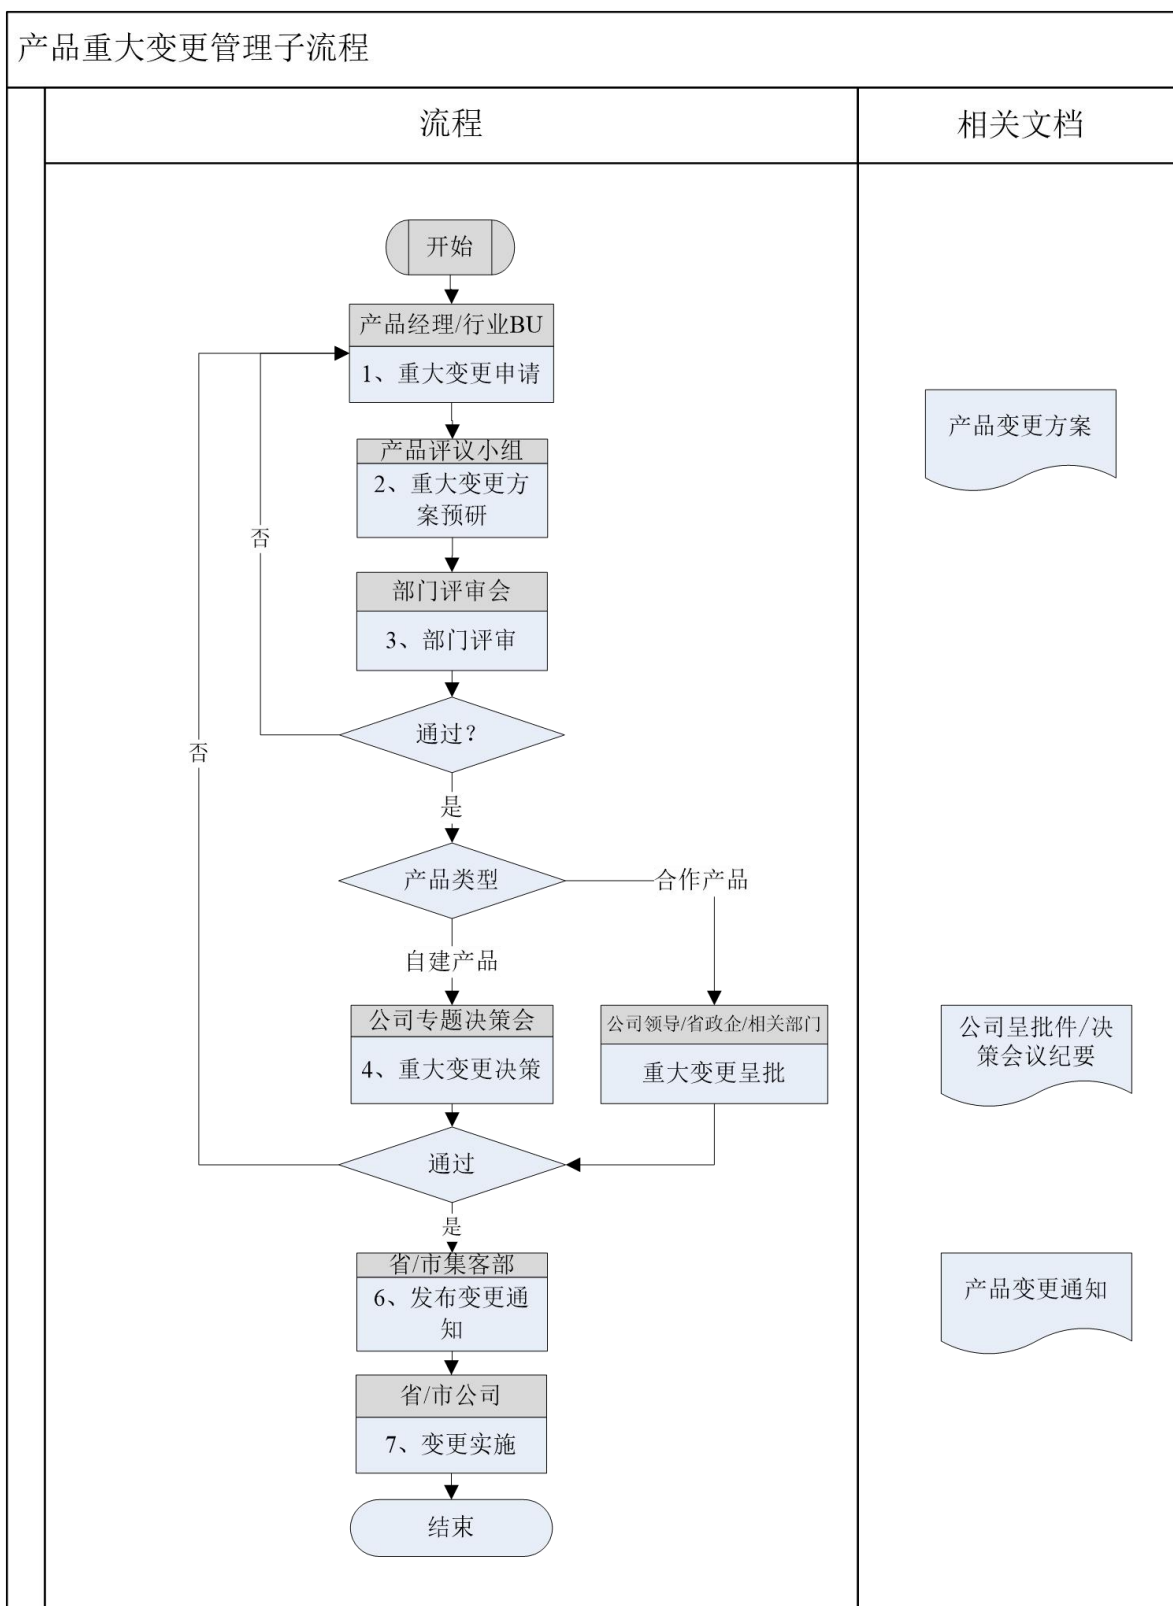 产品重大变更管理子流程
流程
相关文档
开始
产品经理/行业BU
1、重大变更申请
产品变更方案
产品评议小组
2、重大变更方
案预研
否
部门评审会
3、部门评审
通过?
否
是
产品类型
合作产品
自建产品
公司专题决策会
4、重大变更决策
公司领导/省政企/相关部门
重大变更呈批
公司呈批件/决
策会议纪要
通过
是
省/市集客部
6、发布变更通
知
产品变更通知
省/市公司
7、变更实施
结束